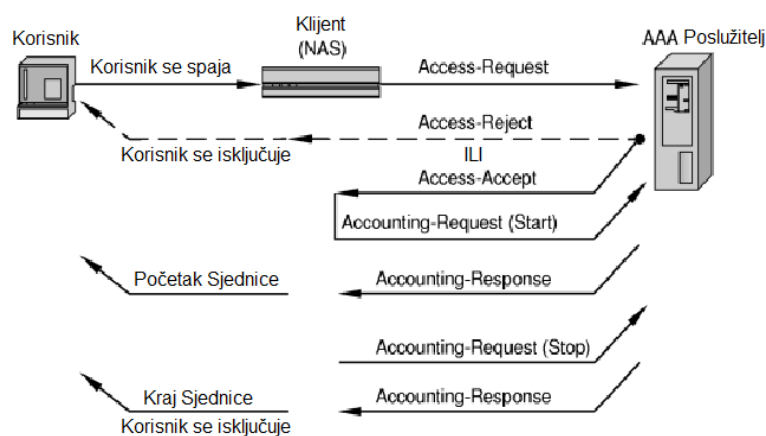 Korisnik
Klijent
(NAS)
AAA Poslužitelj
Korisnik se spaja
Access-Request
Access-Reject
Korisnik se isključuje
ILI
Access-Accept
Accounting-Request (Start)
Početak Sjednice
Accounting-Response
Accounting-Request (Stop)
Kraj Sjednice
Accounting-Response
Korisnik se isključuje